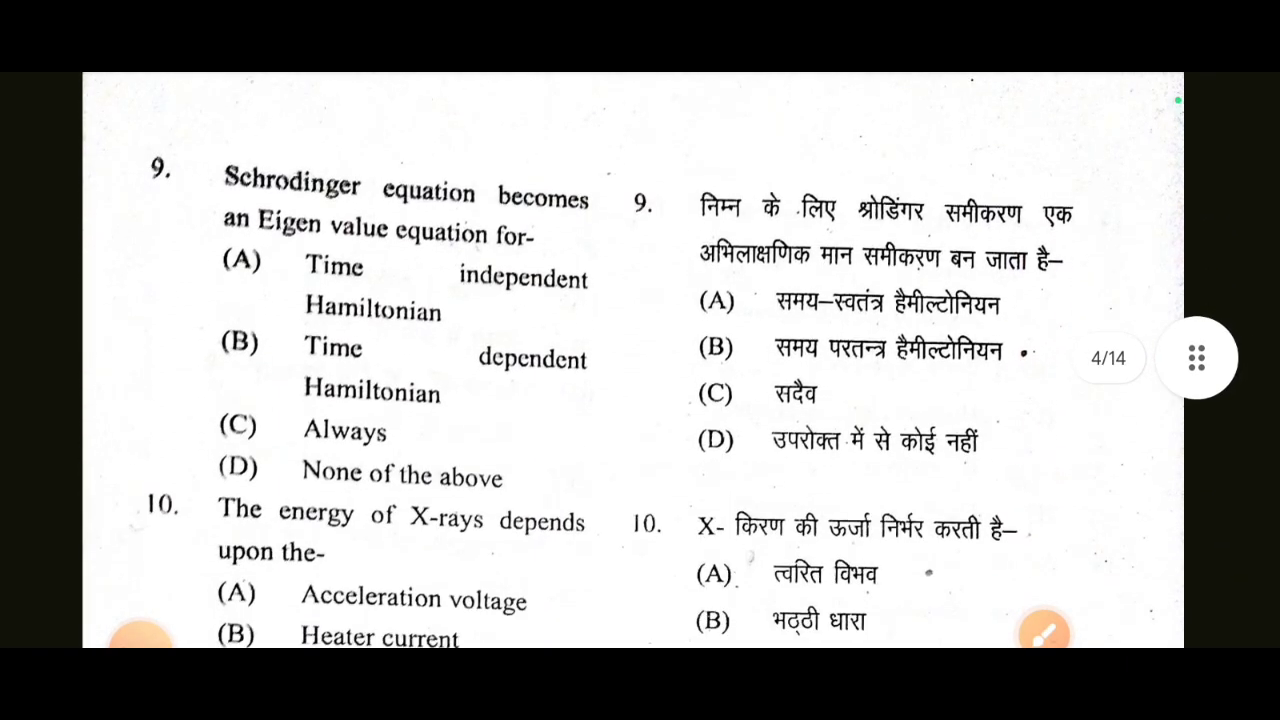 9.
Schrodinger equation becomes
an Eigen value equation for-
(A) Time independent
Hamiltonian
(B) Time dependent
Hamiltonian
(C) Always
(D) None of the above
10. The energy of X-rays depends
upon the-
(A) Acceleration voltage
(B) Heater current
9. निम्न के लिए श्रोडिंगर समीकरण एक
अभिलाक्षणिक मान समीकरण बन जाता है–
(A) समय–स्वतंत्र हैमील्टोनियन
(B) समय परतन्त्र हैमील्टोनियन
(C) सदैव
(D) उपरोक्त में से कोई नहीं
10. X- किरण की ऊर्जा निर्भर करती है–
(A) त्वरित विभव
(B) भठ्ठी धारा
4/14